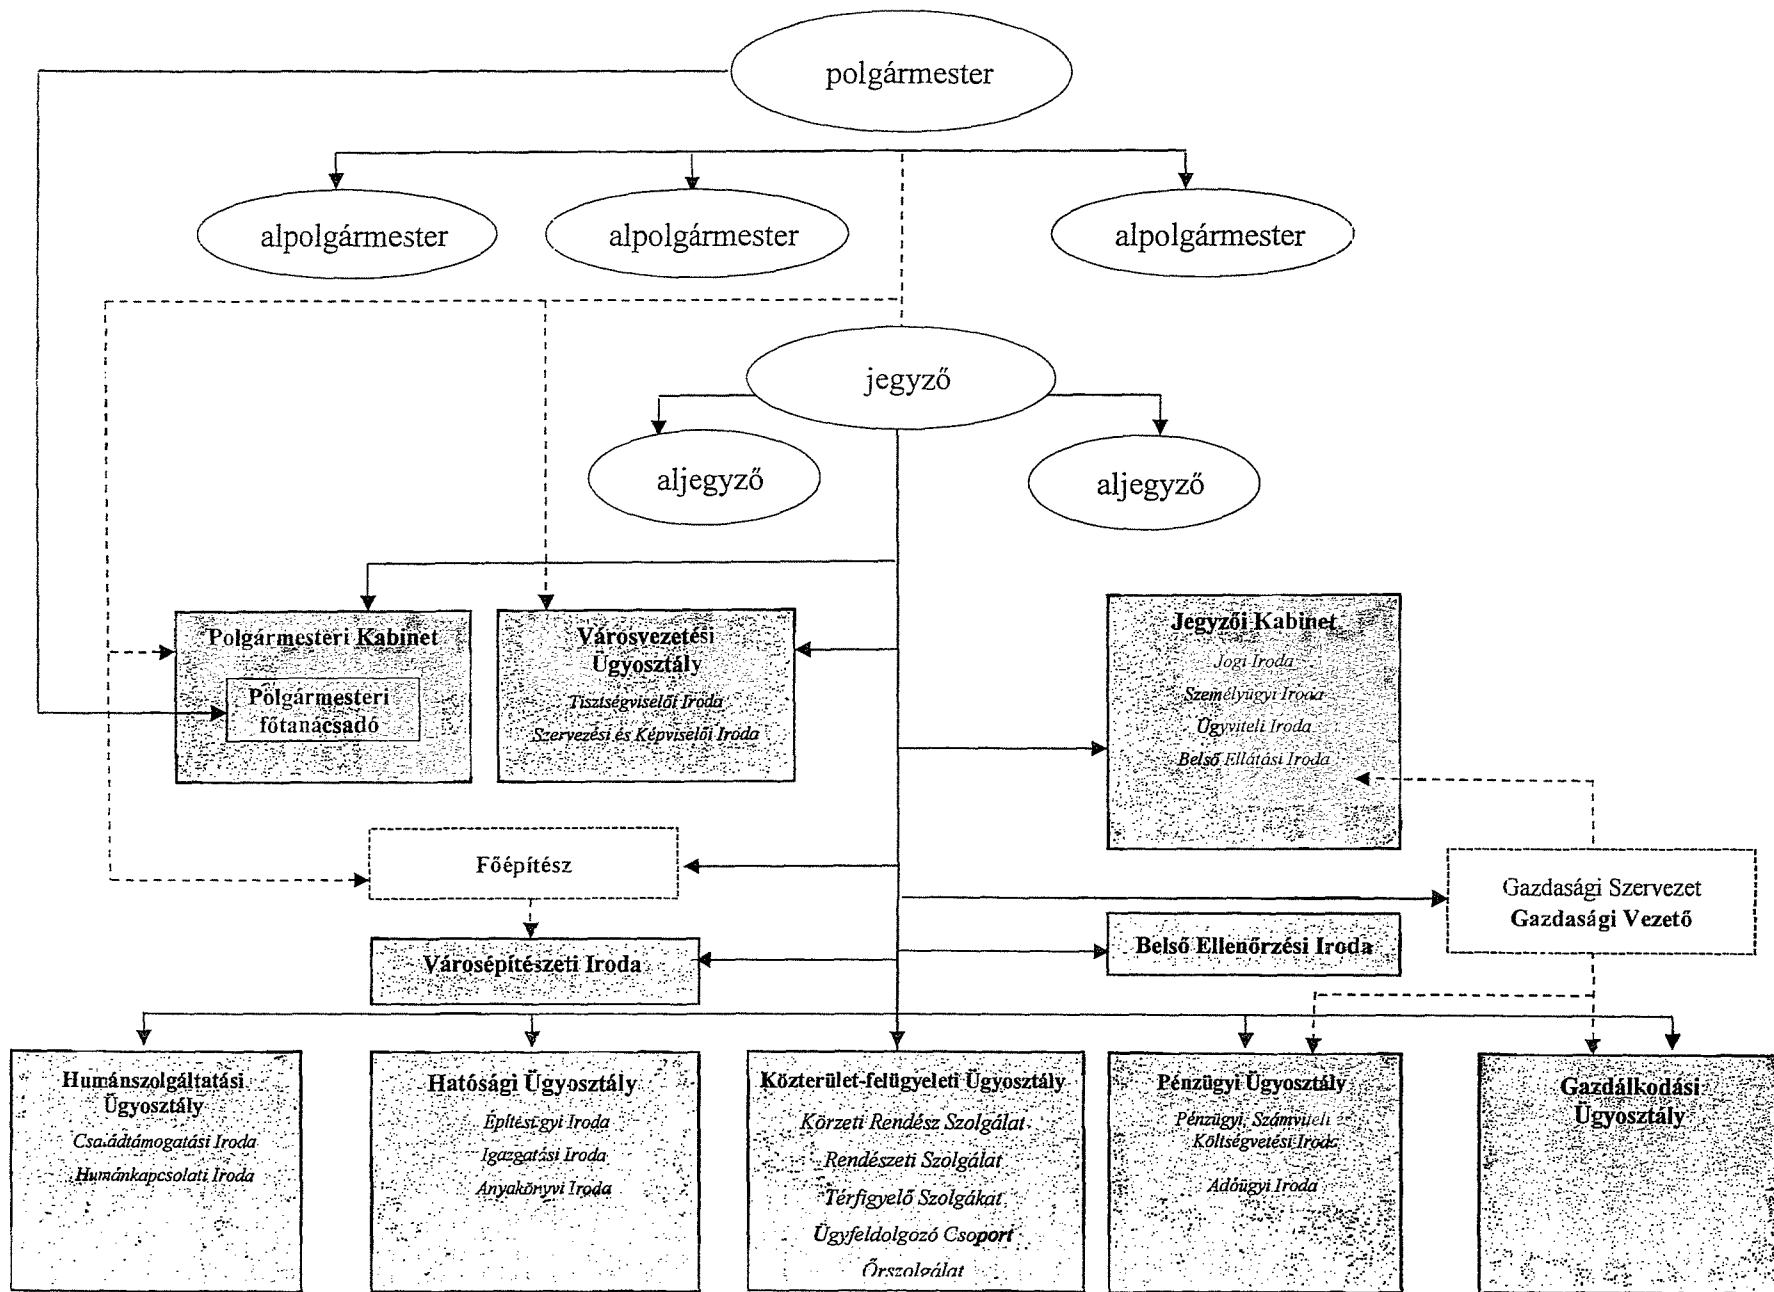 polgármester
alpolgármester
alpolgármester
alpolgármester
jegyző
aljegyző
aljegyző
Polgármesteri Kabinet
Polgármesteri
főtanácsadó
Városvezetési
Ügyosztály
Tisztségviselői Iroda
Szervezési és Képviselői Iroda
Jegyzői Kabinet
Jogi Iroda
Személyügyi Iroda
Ügyviteli Iroda
Belső Ellátási Iroda
Főépítész
Gazdasági Szervezet
Gazdasági Vezető
Városépítészeti Iroda
Belső Ellenőrzési Iroda
Humánszolgáltatási
Ügyosztály
Családtámogatási Iroda
Humánkapcsolati Iroda
Hatósági Ügyosztály
Építésügyi Iroda
Igazgatási Iroda
Anyakönyvi Iroda
Közterület-felügyeleti Ügyosztály
Körzeti Rendész Szolgálat
Rendészeti Szolgálat
Térfigyelő Szolgákat
Ügyfeldolgozó Csoport
Őrszolgálat
Pénzügyi Ügyosztály
Pénzügyi, Számviteli é
Költségvetési Iroda
Adóügyi Iroda
Gazdálkodási
Ügyosztály